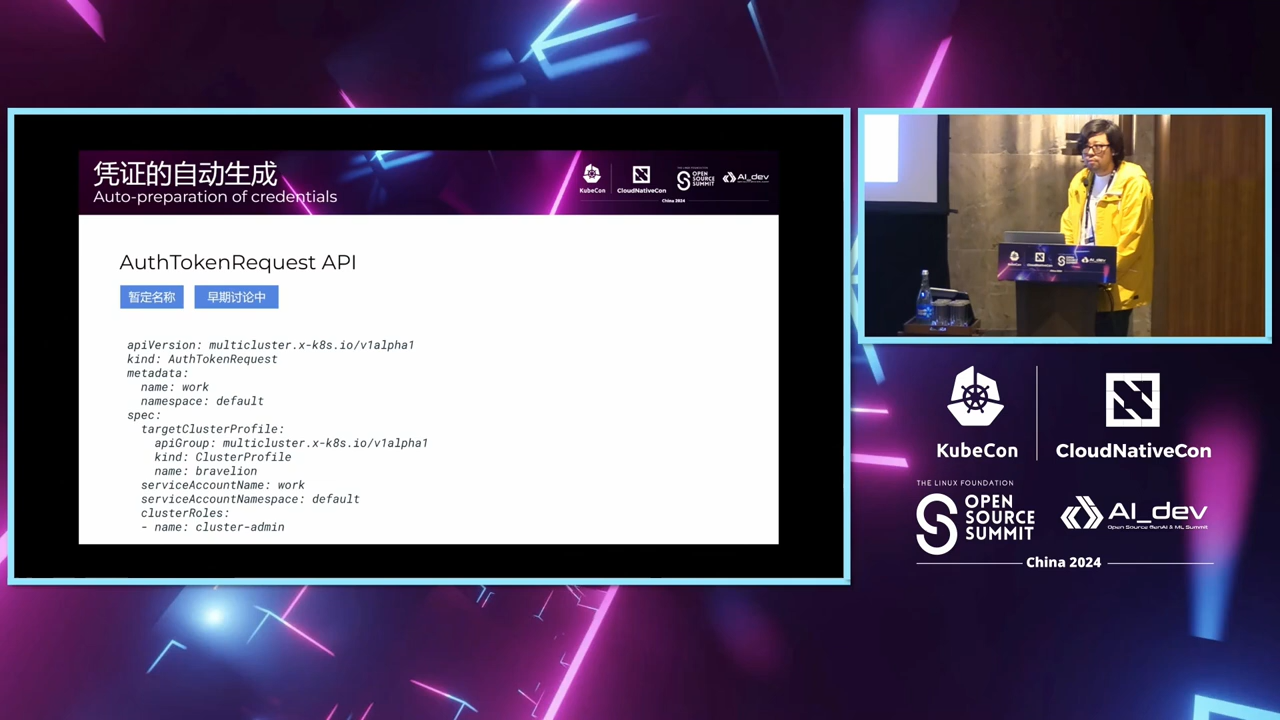 凭证的自动生成
Auto-preparation of credentials
KubeCon
CloudNativeCon
THE LINUX FOUNDATION
OPEN SOURCE SUMMIT
AI_dev
China 2024
AuthTokenRequest API
暂定名称
早期讨论中
apiVersion: multicluster.x-k8s.io/v1alpha1
kind: AuthTokenRequest
metadata:
  name: work
  namespace: default
spec:
  targetClusterProfile:
    apiGroup: multicluster.x-k8s.io/v1alpha1
    kind: ClusterProfile
    name: bravelion
  serviceAccountName: work
  serviceAccountNamespace: default
  clusterRoles:
  - name: cluster-admin
KubeCon
CloudNativeCon
THE LINUX FOUNDATION
OPEN
SOURCE
SUMMIT
AI_dev
Open Source GenAI & ML Summit
China 2024